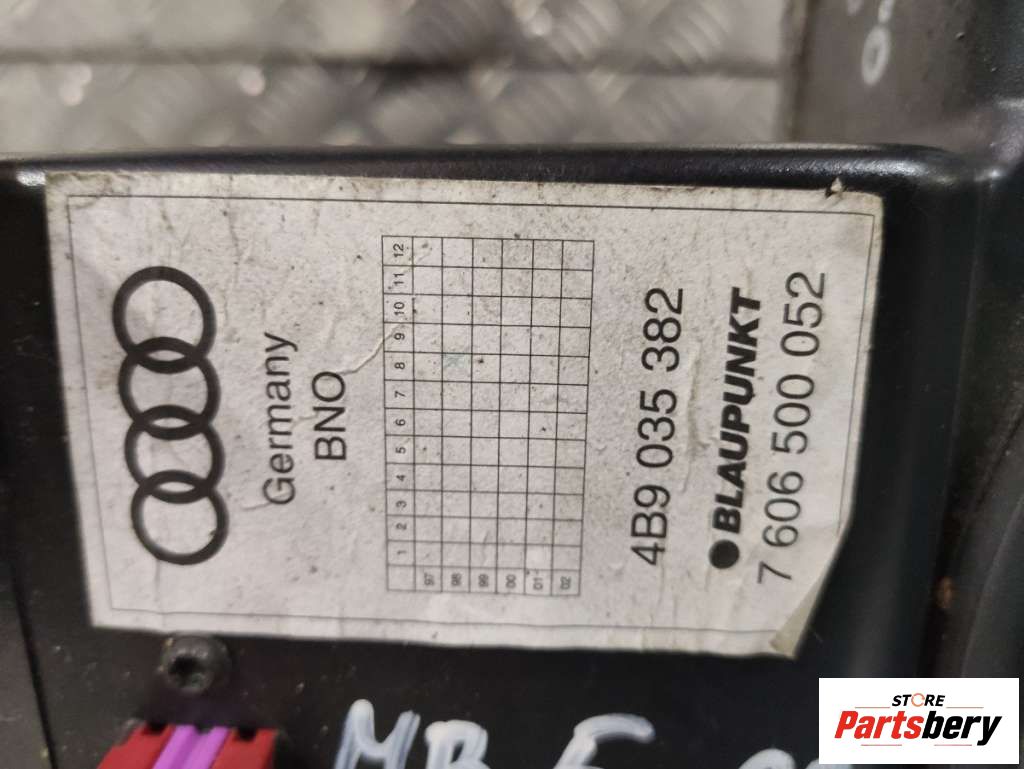 Germany
BNO
1 2 3 4 5 6 7 8 9 10 11 12
97
98
99
00
01
02
4B9 035 382
BLAUPUNKT
7 606 500 052
MB E
STORE
Partsbery